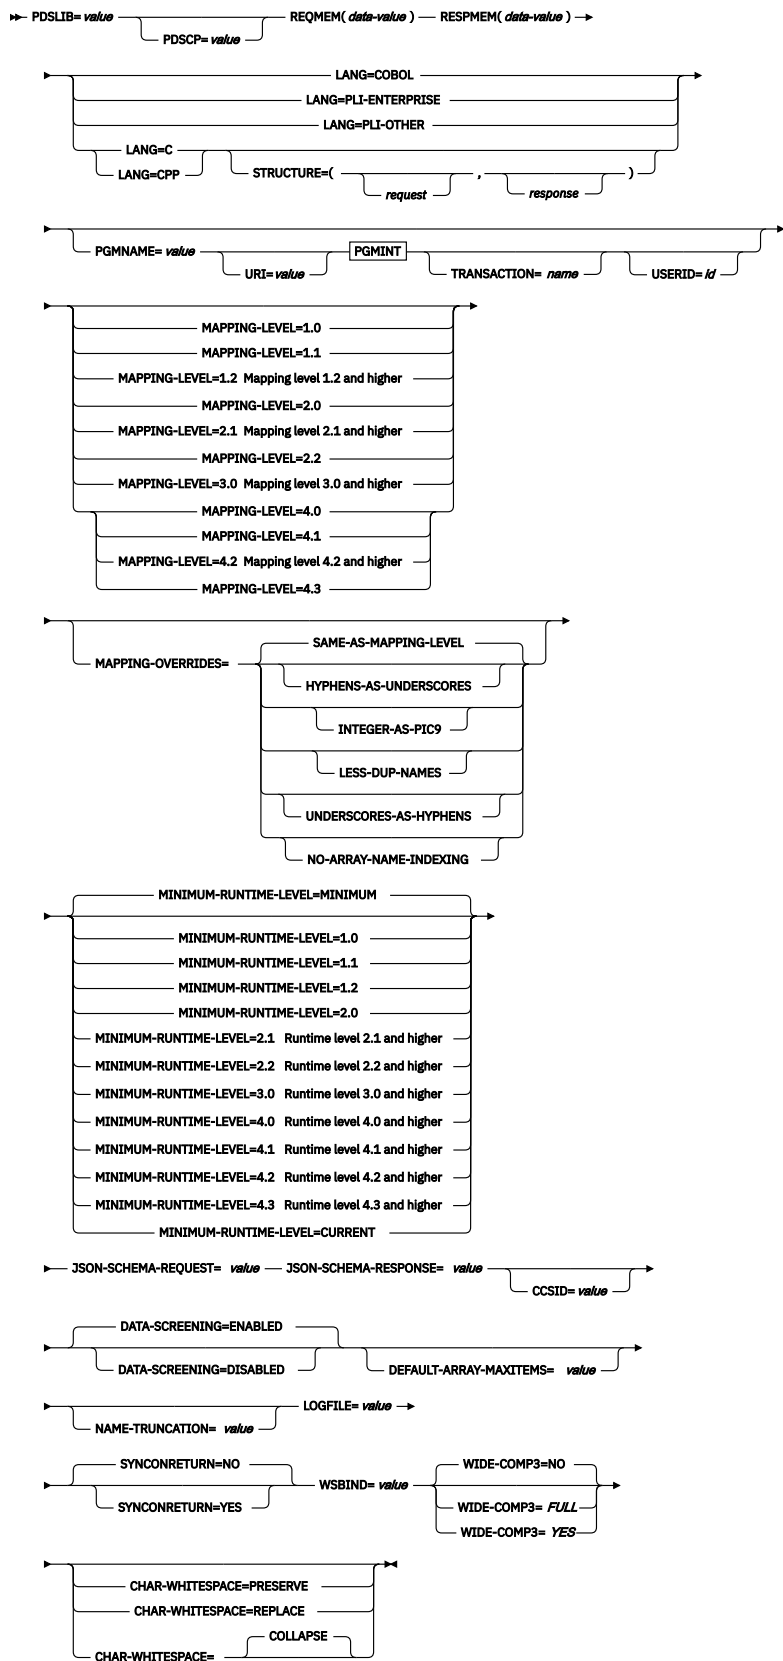 PDSLIB= value REQMEM( data-value ) RESPMEM( data-value )
PDSCP= value
LANG=COBOL
LANG=PLI-ENTERPRISE
LANG=PLI-OTHER
LANG=C
LANG=CPP STRUCTURE=( , )
request response
PGMNAME= value PGMINT
URI=value TRANSACTION= name USERID= id
MAPPING-LEVEL=1.0
MAPPING-LEVEL=1.1
MAPPING-LEVEL=1.2 Mapping level 1.2 and higher
MAPPING-LEVEL=2.0
MAPPING-LEVEL=2.1 Mapping level 2.1 and higher
MAPPING-LEVEL=2.2
MAPPING-LEVEL=3.0 Mapping level 3.0 and higher
MAPPING-LEVEL=4.0
MAPPING-LEVEL=4.1
MAPPING-LEVEL=4.2 Mapping level 4.2 and higher
MAPPING-LEVEL=4.3
SAME-AS-MAPPING-LEVEL
MAPPING-OVERRIDES=
HYPHENS-AS-UNDERSCORES
INTEGER-AS-PIC9
LESS-DUP-NAMES
UNDERSCORES-AS-HYPHENS
NO-ARRAY-NAME-INDEXING
MINIMUM-RUNTIME-LEVEL=MINIMUM
MINIMUM-RUNTIME-LEVEL=1.0
MINIMUM-RUNTIME-LEVEL=1.1
MINIMUM-RUNTIME-LEVEL=1.2
MINIMUM-RUNTIME-LEVEL=2.0
MINIMUM-RUNTIME-LEVEL=2.1 Runtime level 2.1 and higher
MINIMUM-RUNTIME-LEVEL=2.2 Runtime level 2.2 and higher
MINIMUM-RUNTIME-LEVEL=3.0 Runtime level 3.0 and higher
MINIMUM-RUNTIME-LEVEL=4.0 Runtime level 4.0 and higher
MINIMUM-RUNTIME-LEVEL=4.1 Runtime level 4.1 and higher
MINIMUM-RUNTIME-LEVEL=4.2 Runtime level 4.2 and higher
MINIMUM-RUNTIME-LEVEL=4.3 Runtime level 4.3 and higher
MINIMUM-RUNTIME-LEVEL=CURRENT
JSON-SCHEMA-REQUEST= value JSON-SCHEMA-RESPONSE= value
CCSID= value
DATA-SCREENING=ENABLED
DATA-SCREENING=DISABLED DEFAULT-ARRAY-MAXITEMS= value
LOGFILE= value
NAME-TRUNCATION= value
SYNCONRETURN=NO WIDE-COMP3=NO
WSBIND= value
SYNCONRETURN=YES WIDE-COMP3= FULL
WIDE-COMP3= YES
CHAR-WHITESPACE=PRESERVE
CHAR-WHITESPACE=REPLACE
COLLAPSE
CHAR-WHITESPACE=